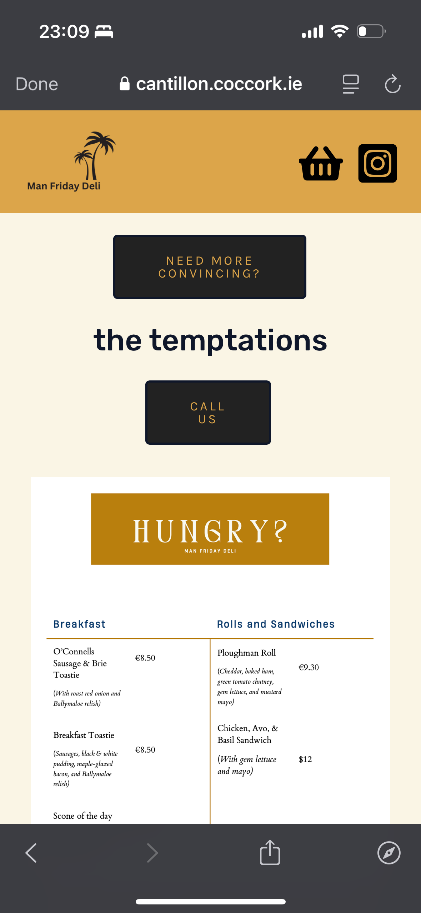 23:09
Done
cantillon.coccork.ie
Man Friday Deli
NEED MORE
CONVINCING?
the temptations
CALL
US
HUNGRY?
MAN FRIDAY DELI
Breakfast
O'Connells
Sausage & Brie
Toastie
€8.50
(With roast red onion and
Ballymaloe relish)
Breakfast Toastie
€8.50
(Sausages, black & white
pudding, maple-glazed
bacon, and Ballymaloe
relish)
Scone of the day
Rolls and Sandwiches
Ploughman Roll
€9.30
(Cheddar, baked ham,
green tomato chutney,
gem lettuce, and mustard
mayo)
Chicken, Avo, &
Basil Sandwich
$12
(With gem lettuce
and mayo)